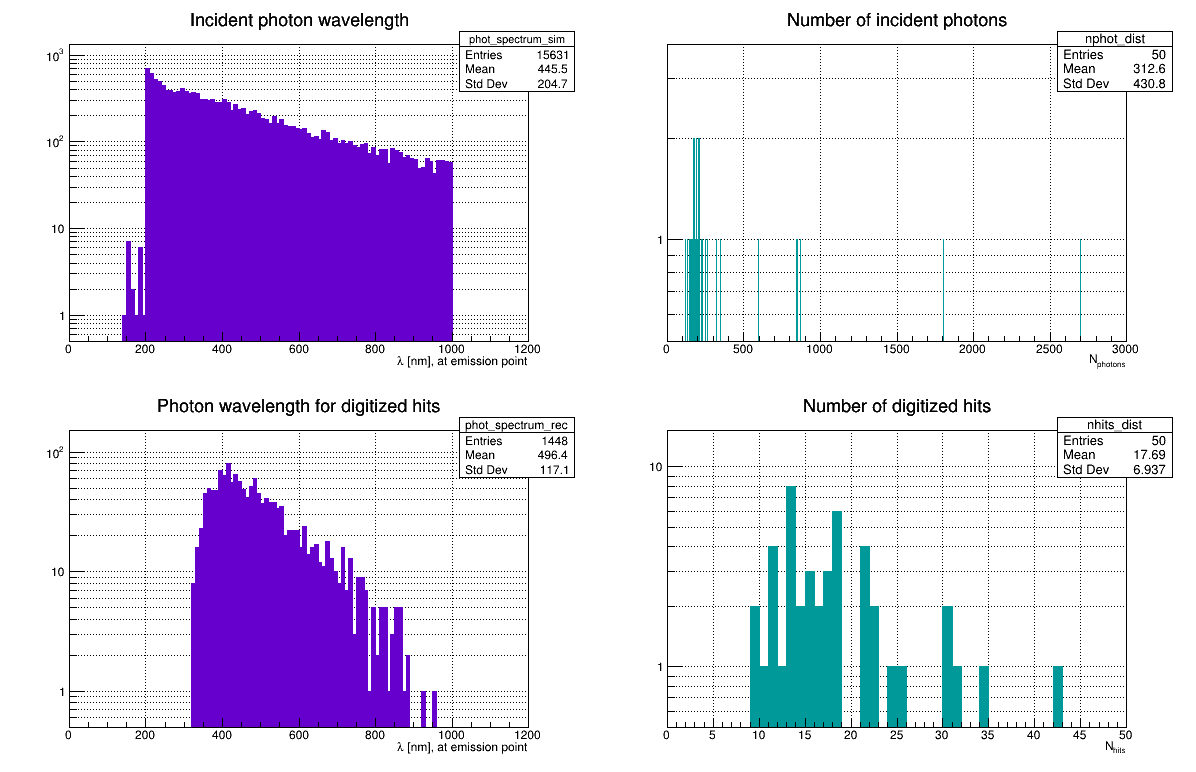 Incident photon wavelength
phot_spectrum_sim
Entries 15631
Mean 445.5
Std Dev 204.7
10³
10²
10
1
0 200 400 600 800 1000 1200
λ [nm], at emission point
Number of incident photons
nphot_dist
Entries 50
Mean 312.6
Std Dev 430.8
1
0 500 1000 1500 2000 2500 3000
Nphotons
Photon wavelength for digitized hits
phot_spectrum_rec
Entries 1448
Mean 496.4
Std Dev 117.1
10²
10
1
0 200 400 600 800 1000 1200
λ [nm], at emission point
Number of digitized hits
nhits_dist
Entries 50
Mean 17.69
Std Dev 6.937
10
1
0 5 10 15 20 25 30 35 40 45 50
Nhits